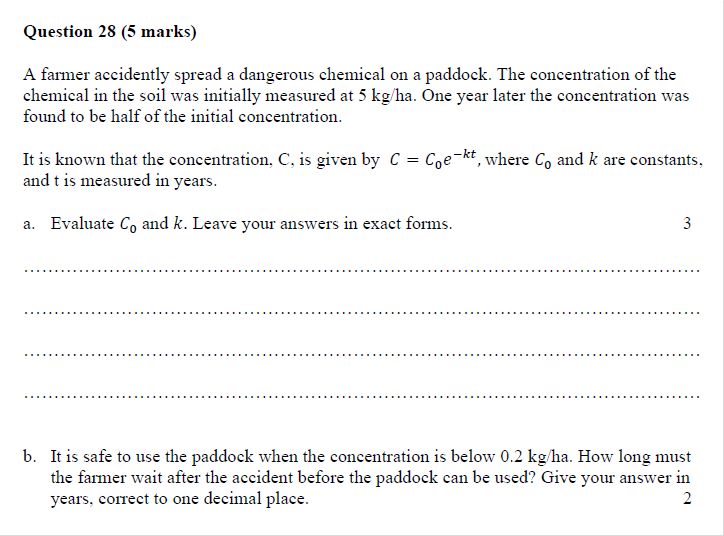 Question 28 (5 marks)
A farmer accidently spread a dangerous chemical on a paddock. The concentration of the
chemical in the soil was initially measured at 5 kg/ha. One year later the concentration was
found to be half of the initial concentration.
It is known that the concentration, C, is given by C = C₀e^{-kt}, where C₀ and k are constants,
and t is measured in years.
a. Evaluate C₀ and k. Leave your answers in exact forms. 3
b. It is safe to use the paddock when the concentration is below 0.2 kg/ha. How long must
the farmer wait after the accident before the paddock can be used? Give your answer in
years, correct to one decimal place. 2